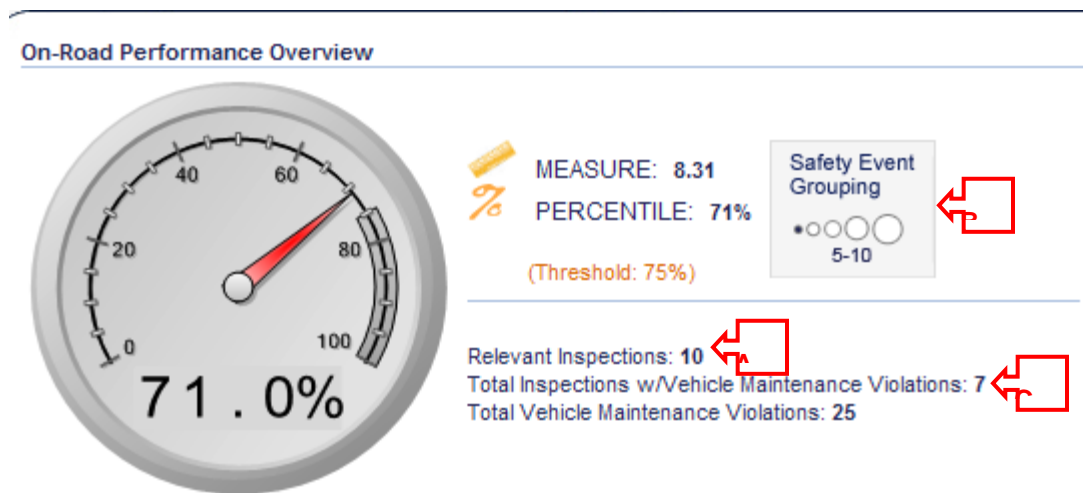 On-Road Performance Overview
0
20
40
60
80
100
71.0%
MEASURE: 8.31
PERCENTILE: 71%
(Threshold: 75%)
Safety Event
Grouping
5-10
Relevant Inspections: 10
Total Inspections w/Vehicle Maintenance Violations: 7
Total Vehicle Maintenance Violations: 25